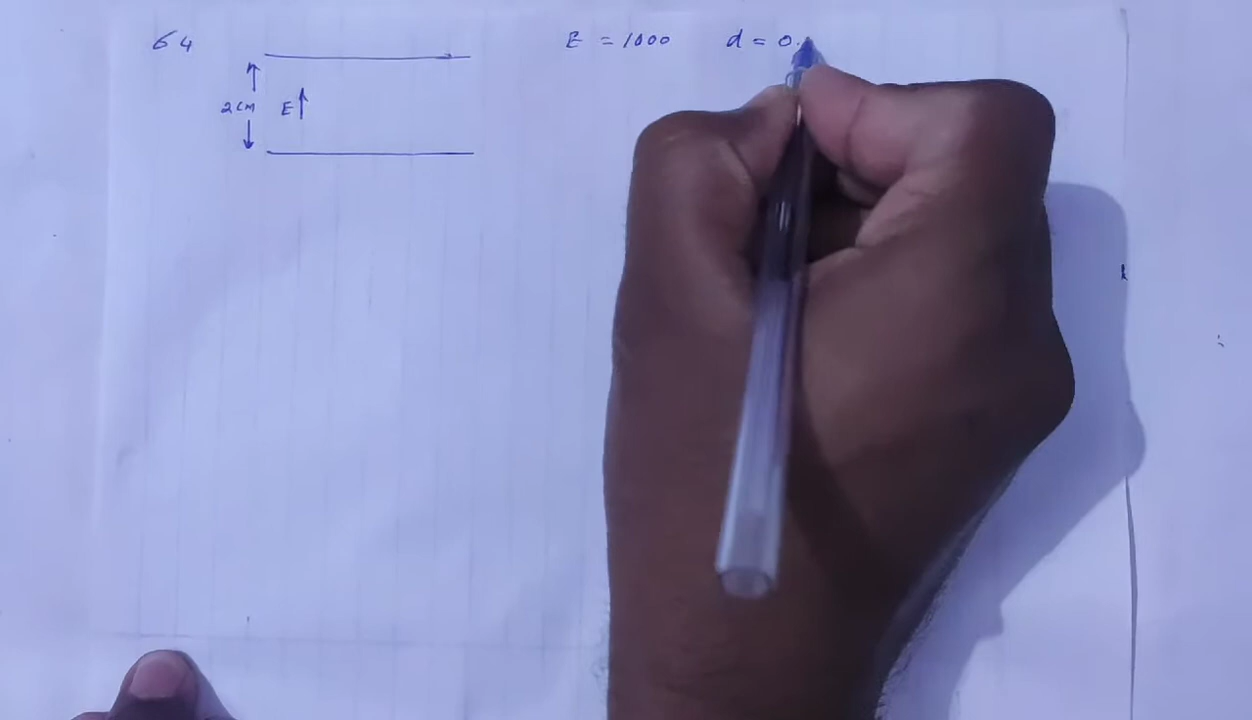 64 E = 1000 d = 0.
2cm E